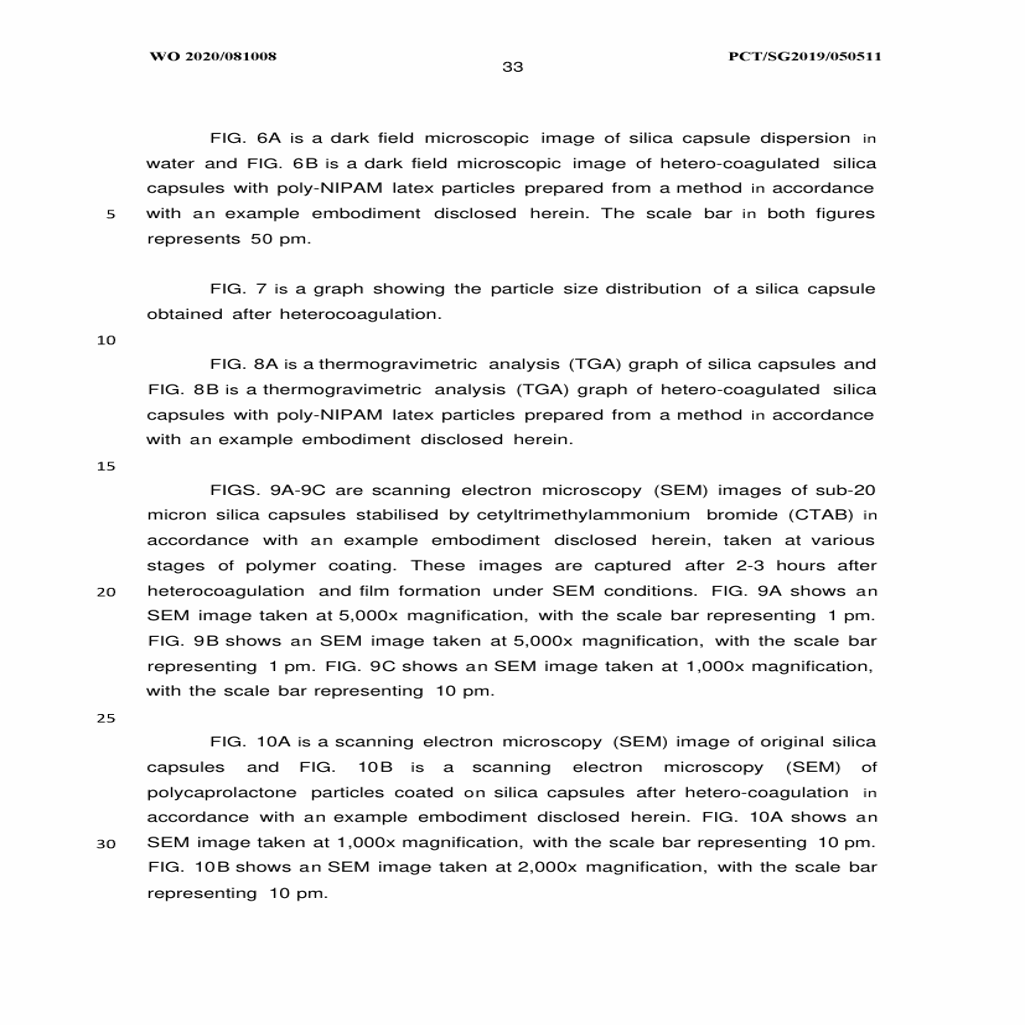 WO 2020/081008
PCT/SG2019/050511
33
FIG. 6A is a dark field microscopic image of silica capsule dispersion in
water and FIG. 6B is a dark field microscopic image of hetero-coagulated silica
capsules with poly-NIPAM latex particles prepared from a method in accordance
5 with an example embodiment disclosed herein. The scale bar in both figures
represents 50 pm.
FIG. 7 is a graph showing the particle size distribution of a silica capsule
obtained after heterocoagulation.
10
FIG. 8A is a thermogravimetric analysis (TGA) graph of silica capsules and
FIG. 8B is a thermogravimetric analysis (TGA) graph of hetero-coagulated silica
capsules with poly-NIPAM latex particles prepared from a method in accordance
with an example embodiment disclosed herein.
15
FIGS. 9A-9C are scanning electron microscopy (SEM) images of sub-20
micron silica capsules stabilised by cetyltrimethylammonium bromide (CTAB) in
accordance with an example embodiment disclosed herein, taken at various
stages of polymer coating. These images are captured after 2-3 hours after
20 heterocoagulation and film formation under SEM conditions. FIG. 9A shows an
SEM image taken at 5,000x magnification, with the scale bar representing 1 pm.
FIG. 9B shows an SEM image taken at 5,000x magnification, with the scale bar
representing 1 pm. FIG. 9C shows an SEM image taken at 1,000x magnification,
with the scale bar representing 10 pm.
25
FIG. 10A is a scanning electron microscopy (SEM) image of original silica
capsules and FIG. 10B is a scanning electron microscopy (SEM) of
polycaprolactone particles coated on silica capsules after hetero-coagulation in
accordance with an example embodiment disclosed herein. FIG. 10A shows an
30 SEM image taken at 1,000x magnification, with the scale bar representing 10 pm.
FIG. 10B shows an SEM image taken at 2,000x magnification, with the scale bar
representing 10 pm.